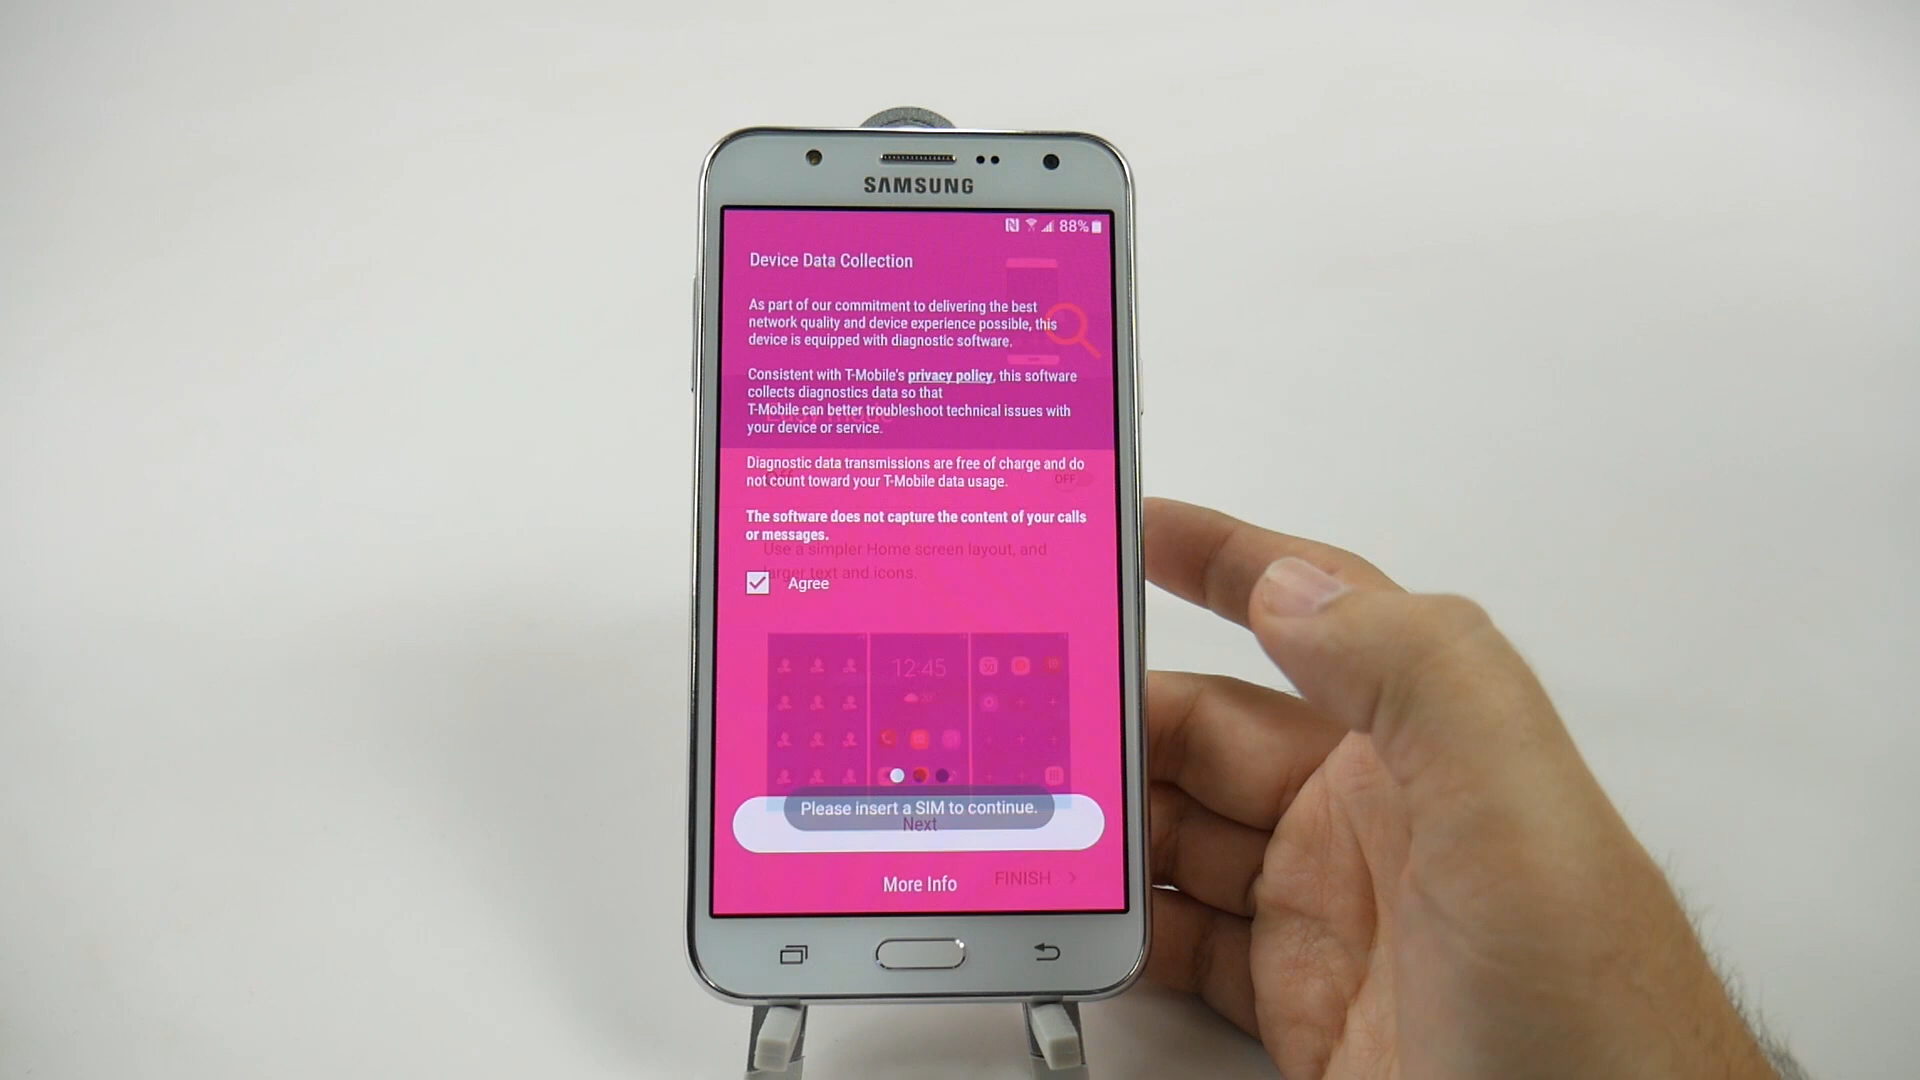 SAMSUNG
88%
Device Data Collection
As part of our commitment to delivering the best
network quality and device experience possible, this
device is equipped with diagnostic software.
Consistent with T-Mobile's privacy policy, this software
collects diagnostics data so that
T-Mobile can better troubleshoot technical issues with
your device or service.
Easy mode
Diagnostic data transmissions are free of charge and do
not count toward your T-Mobile data usage.
Off
OFF
The software does not capture the content of your calls
or messages.
Use a simpler Home screen layout, and
larger text and icons.
Agree
12:45
Please insert a SIM to continue.
Next
More Info
FINISH >